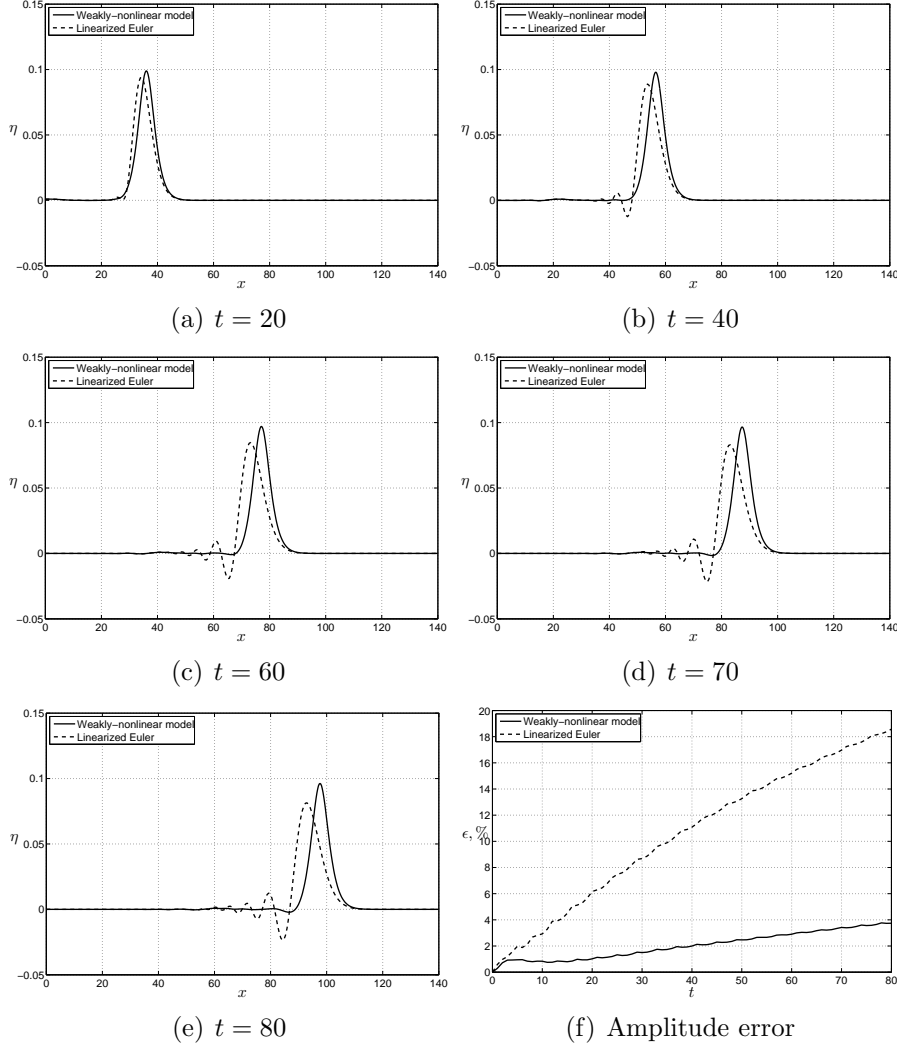 Weakly−nonlinear model
Linearized Euler
0.15
0.1
η
0.05
0
−0.05
0 20 40 60 80 100 120 140
x
(a) t = 20
Weakly−nonlinear model
Linearized Euler
0.15
0.1
η
0.05
0
−0.05
0 20 40 60 80 100 120 140
x
(b) t = 40
Weakly−nonlinear model
Linearized Euler
0.15
0.1
η
0.05
0
−0.05
0 20 40 60 80 100 120 140
x
(c) t = 60
Weakly−nonlinear model
Linearized Euler
0.15
0.1
η
0.05
0
−0.05
0 20 40 60 80 100 120 140
x
(d) t = 70
Weakly−nonlinear model
Linearized Euler
0.15
0.1
η
0.05
0
−0.05
0 20 40 60 80 100 120 140
x
(e) t = 80
Weakly−nonlinear model
Linearized Euler
20
18
16
14
12
10
ϵ, %
8
6
4
2
0
0 10 20 30 40 50 60 70 80
t
(f) Amplitude error